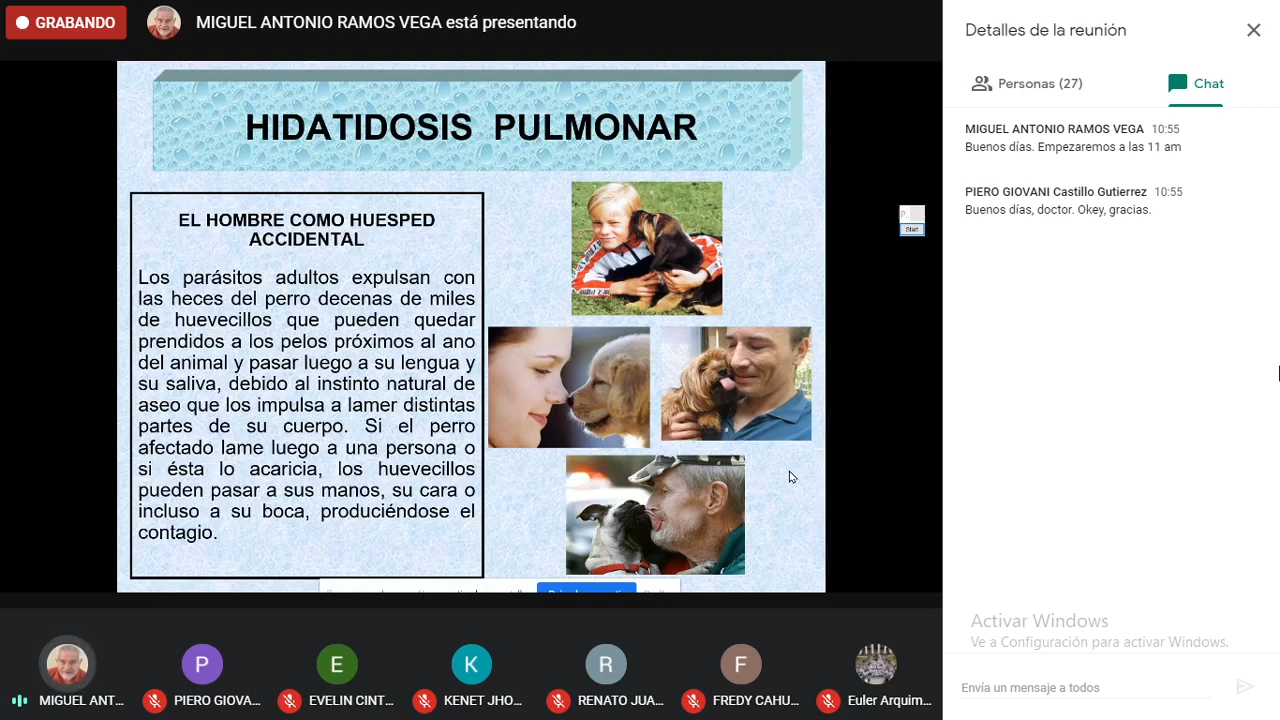 GRABANDO
MIGUEL ANTONIO RAMOS VEGA está presentando
HIDATIDOSIS PULMONAR
EL HOMBRE COMO HUESPED
ACCIDENTAL
Los parásitos adultos expulsan con
las heces del perro decenas de miles
de huevecillos que pueden quedar
prendidos a los pelos próximos al ano
del animal y pasar luego a su lengua y
su saliva, debido al instinto natural de
aseo que los impulsa a lamer distintas
partes de su cuerpo. Si el perro
afectado lame luego a una persona o
si ésta lo acaricia, los huevecillos
pueden pasar a sus manos, su cara o
incluso a su boca, produciéndose el
contagio.
Start
MIGUEL ANT...
P
PIERO GIOVA...
E
EVELIN CINT...
K
KENET JHO...
R
RENATO JUA...
F
FREDY CAHU...
Euler Arquim...
Detalles de la reunión
Personas (27)
Chat
MIGUEL ANTONIO RAMOS VEGA 10:55
Buenos días. Empezaremos a las 11 am
PIERO GIOVANI Castillo Gutierrez 10:55
Buenos días, doctor. Okey, gracias.
Activar Windows
Ve a Configuración para activar Windows.
Envía un mensaje a todos